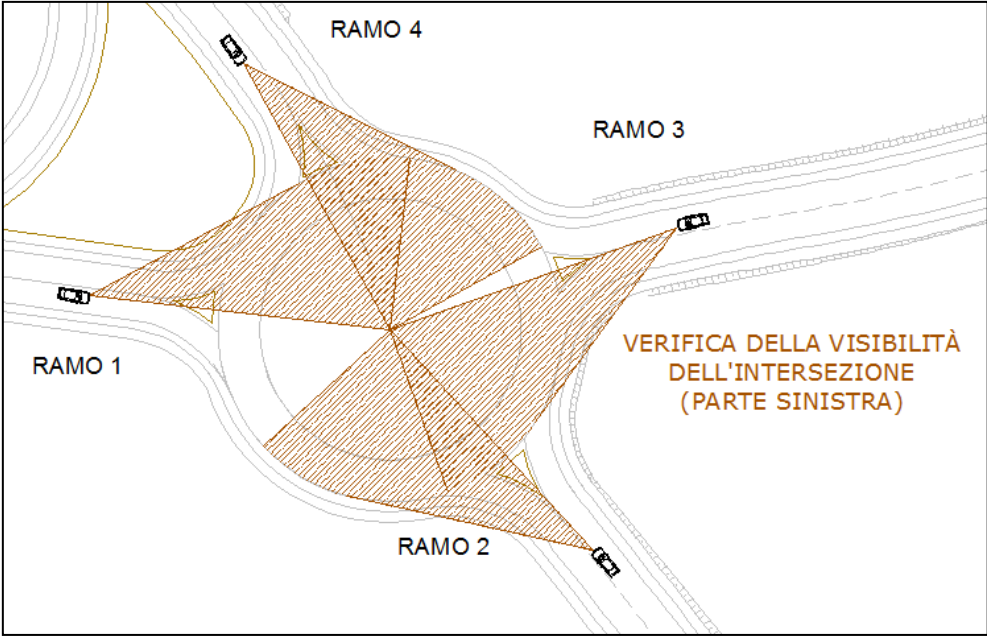 RAMO 4
RAMO 3
VERIFICA DELLA VISIBILITÀ
DELL'INTERSEZIONE
(PARTE SINISTRA)
RAMO 1
RAMO 2